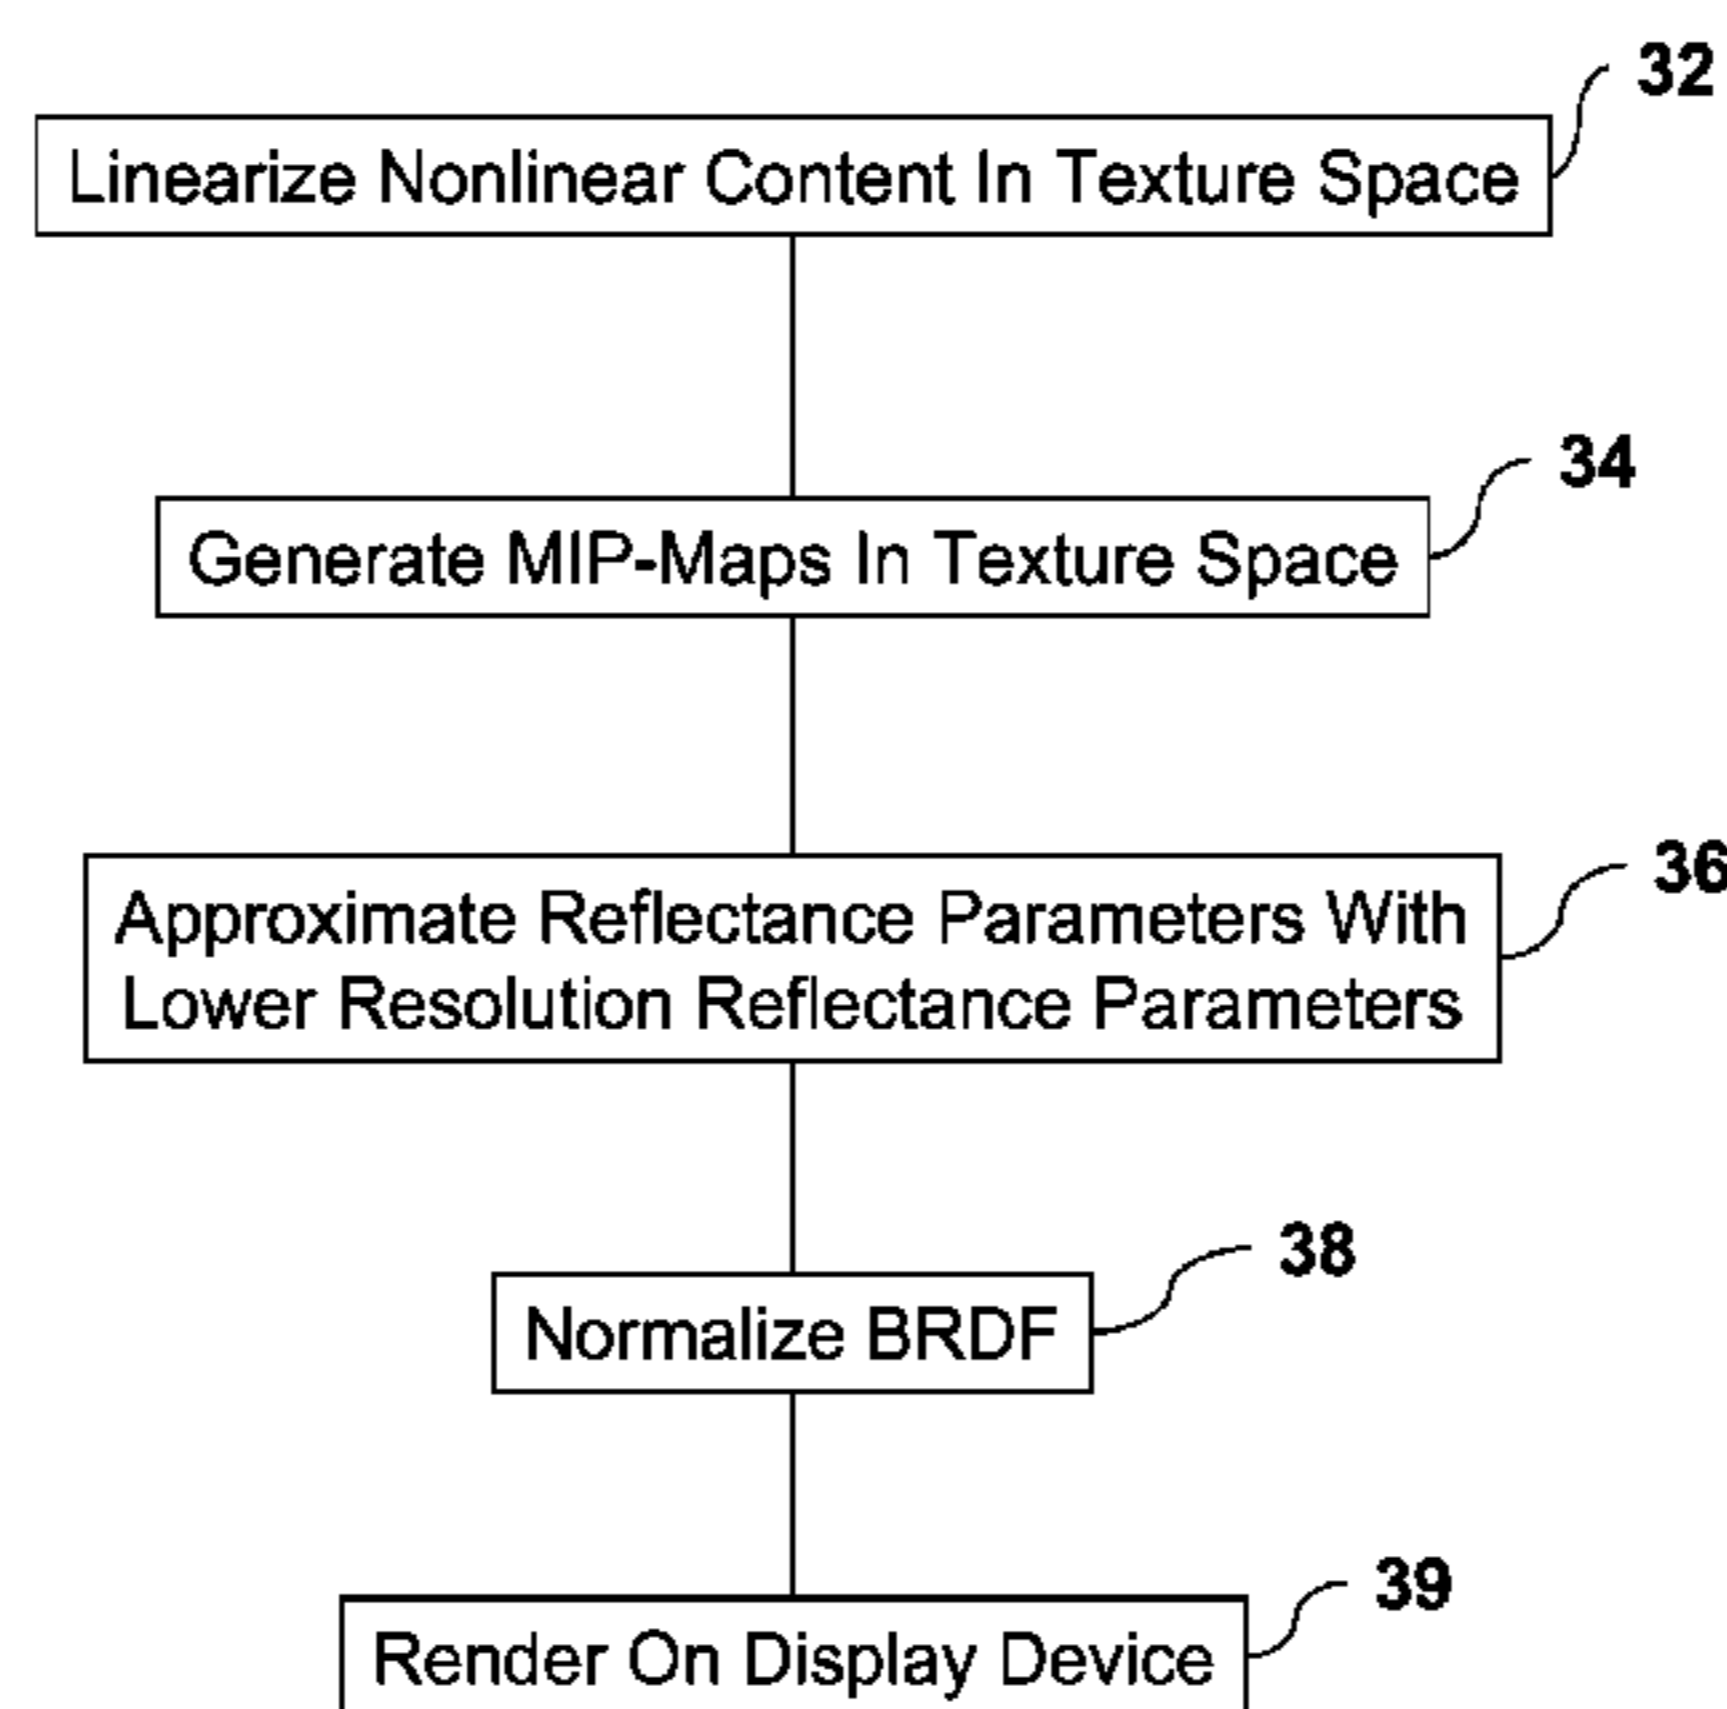 32
Linearize Nonlinear Content In Texture Space
34
Generate MIP-Maps In Texture Space
36
Approximate Reflectance Parameters With
Lower Resolution Reflectance Parameters
38
Normalize BRDF
39
Render On Display Device